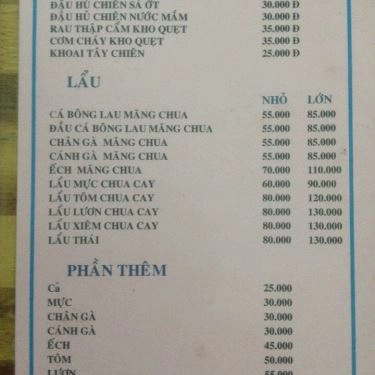 ĐẬU HỦ CHIÊN SẢ ỚT 30.000 Đ
ĐẬU HỦ CHIÊN NƯỚC MẮM 30.000 Đ
RAU THẬP CẨM KHO QUẸT 35.000 Đ
CƠM CHÁY KHO QUẸT 35.000 Đ
KHOAI TÂY CHIÊN 25.000 Đ
LẨU
NHỎ LỚN
CÁ BÔNG LAU MĂNG CHUA 55.000 85.000
ĐẦU CÁ BÔNG LAU MĂNG CHUA 55.000 85.000
CHÂN GÀ MĂNG CHUA 55.000 85.000
CÁNH GÀ MĂNG CHUA 55.000 85.000
ẾCH MĂNG CHUA 70.000 110.000
LẨU MỰC CHUA CAY 60.000 90.000
LẨU TÔM CHUA CAY 80.000 120.000
LẨU LƯƠN CHUA CAY 80.000 130.000
LẨU XIÊM CHUA CAY 80.000 130.000
LẨU THÁI 80.000 130.000
PHẦN THÊM
Cá 25.000
MỰC 30.000
CHÂN GÀ 30.000
CÁNH GÀ 30.000
ẾCH 45.000
TÔM 50.000
LƯƠN 55.000